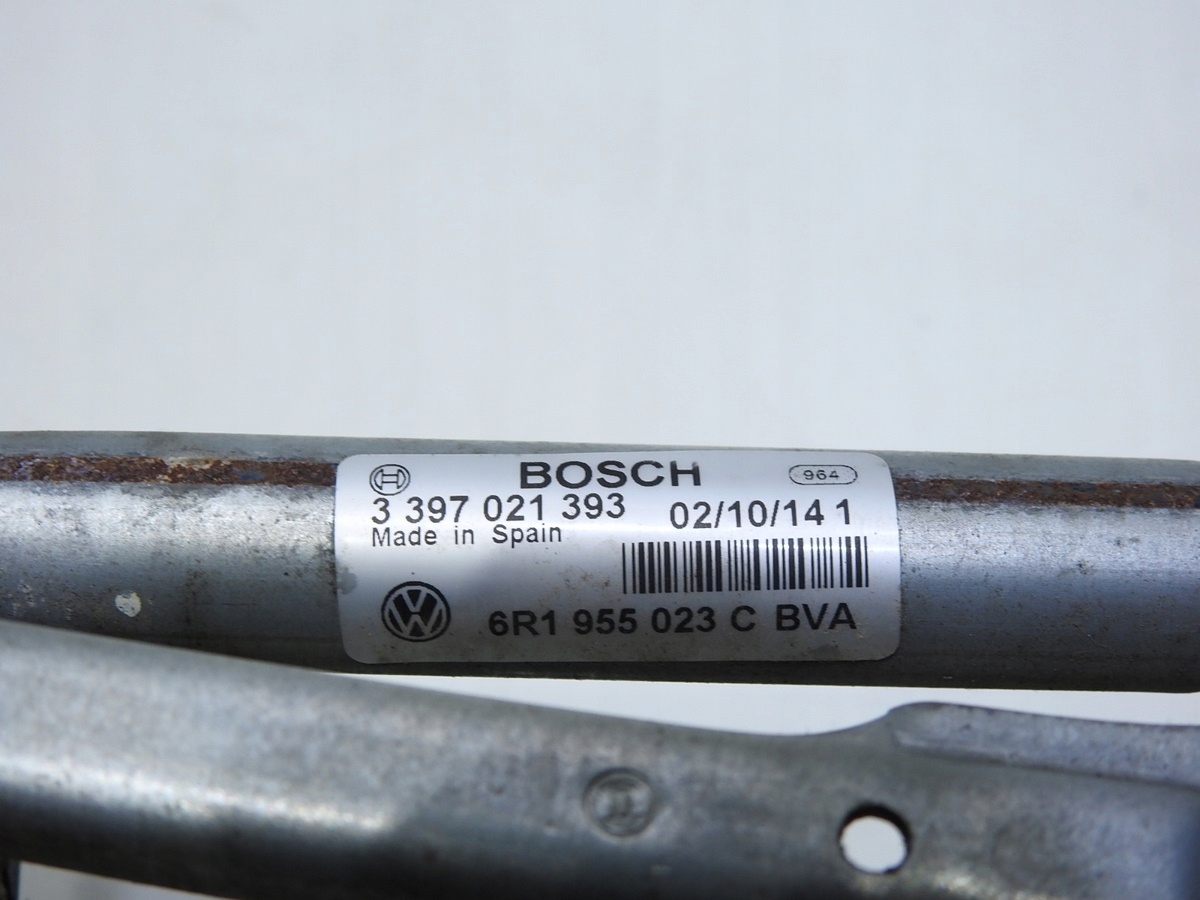 BOSCH 964
3 397 021 393 02/10/14 1
Made in Spain
6R1 955 023 C BVA